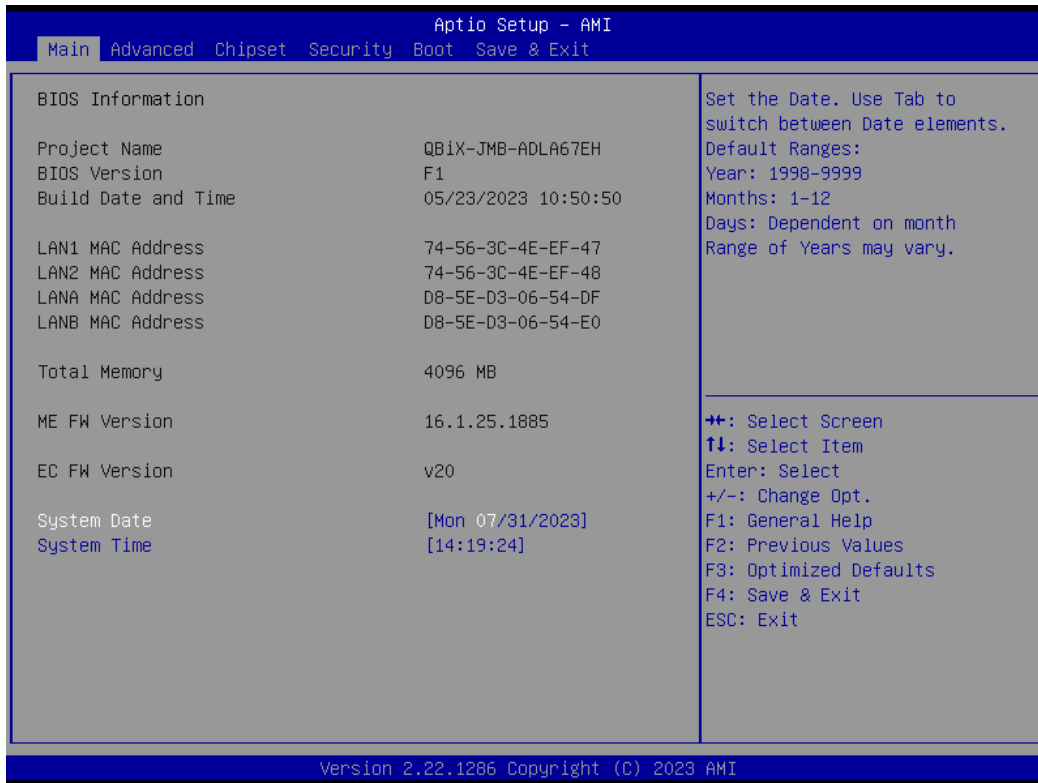 Aptio Setup - AMI
Main Advanced Chipset Security Boot Save & Exit
BIOS Information
Project Name QBiX-JMB-ADLA67EH
BIOS Version F1
Build Date and Time 05/23/2023 10:50:50
LAN1 MAC Address 74-56-3C-4E-EF-47
LAN2 MAC Address 74-56-3C-4E-EF-48
LANA MAC Address D8-5E-D3-06-54-DF
LANB MAC Address D8-5E-D3-06-54-E0
Total Memory 4096 MB
ME FW Version 16.1.25.1885
EC FW Version v20
System Date [Mon 07/31/2023]
System Time [14:19:24]
Set the Date. Use Tab to
switch between Date elements.
Default Ranges:
Year: 1998-9999
Months: 1-12
Days: Dependent on month
Range of Years may vary.
→←: Select Screen
↑↓: Select Item
Enter: Select
+/-: Change Opt.
F1: General Help
F2: Previous Values
F3: Optimized Defaults
F4: Save & Exit
ESC: Exit
Version 2.22.1286 Copyright (C) 2023 AMI